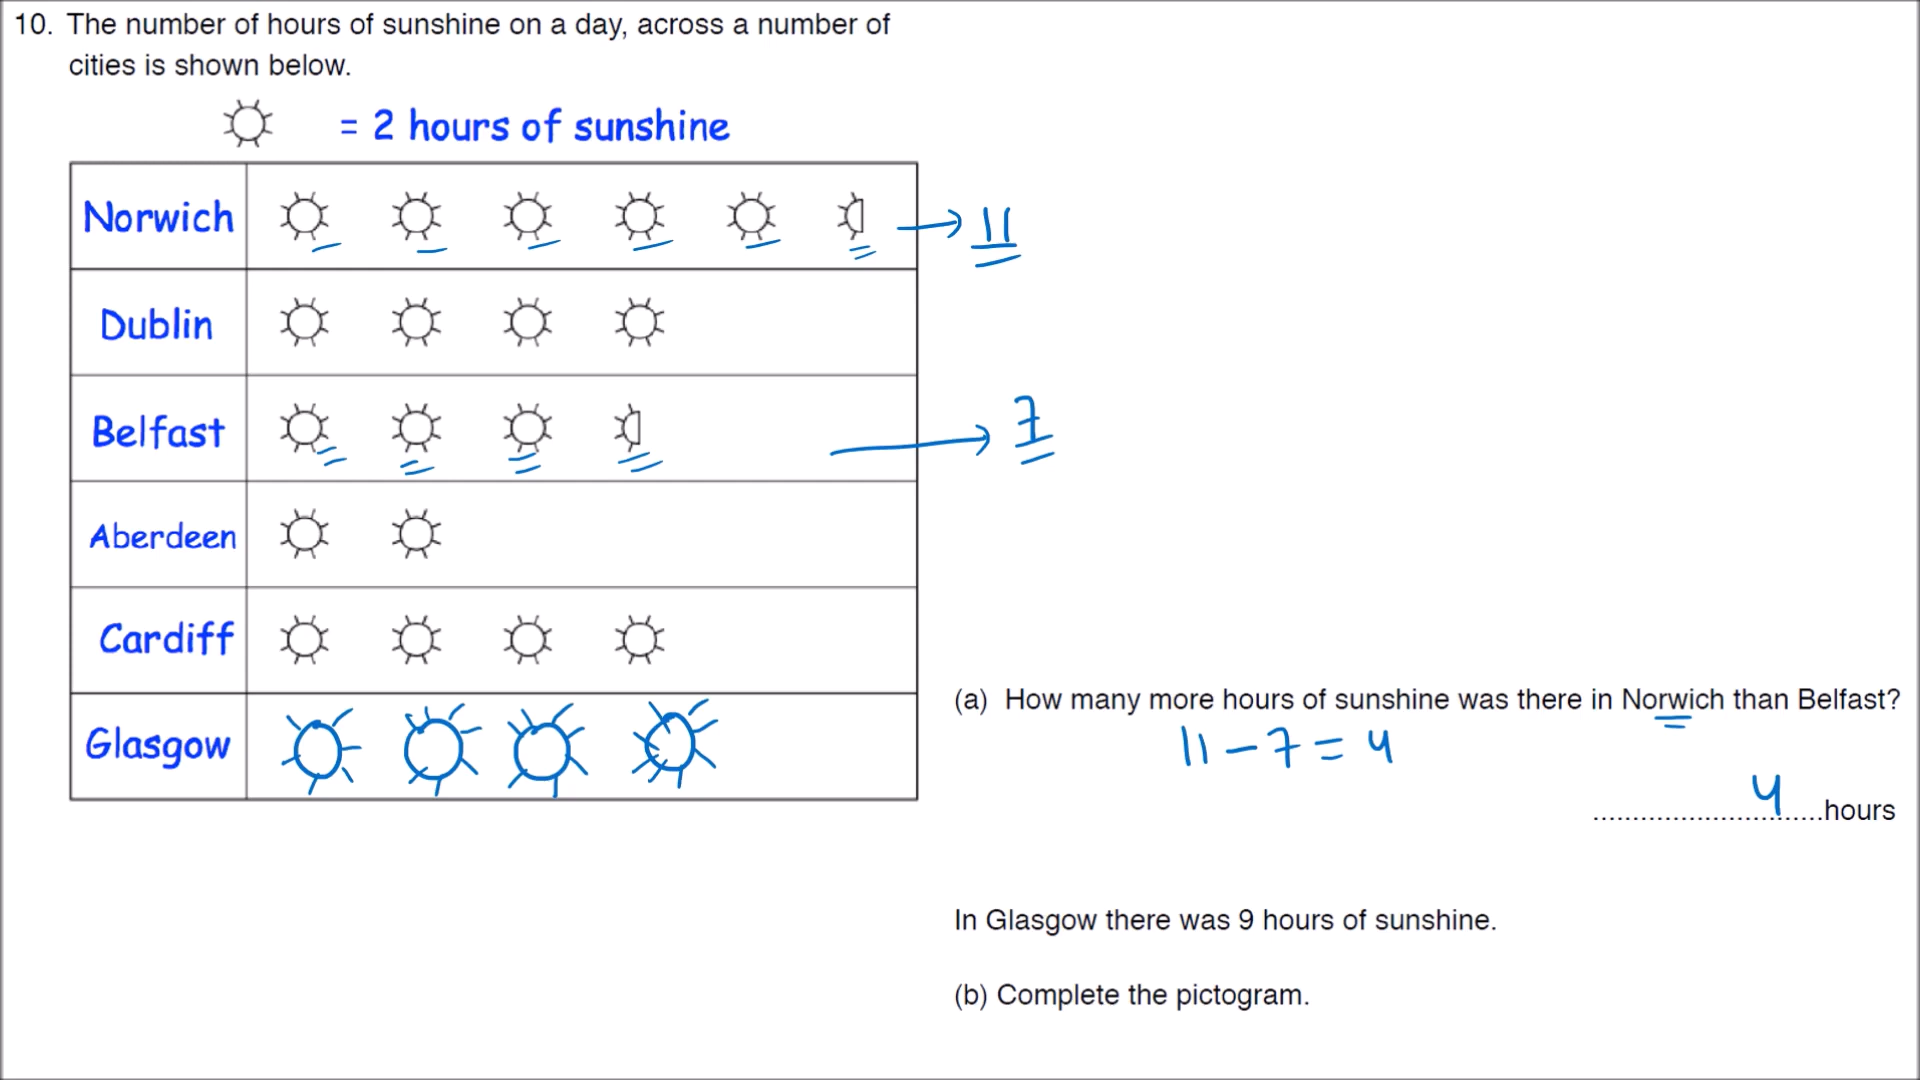 10. The number of hours of sunshine on a day, across a number of
cities is shown below.
= 2 hours of sunshine
Norwich
11
Dublin
Belfast
7
Aberdeen
Cardiff
Glasgow
(a) How many more hours of sunshine was there in Norwich than Belfast?
11 - 7 = 4
4
............................hours
In Glasgow there was 9 hours of sunshine.
(b) Complete the pictogram.